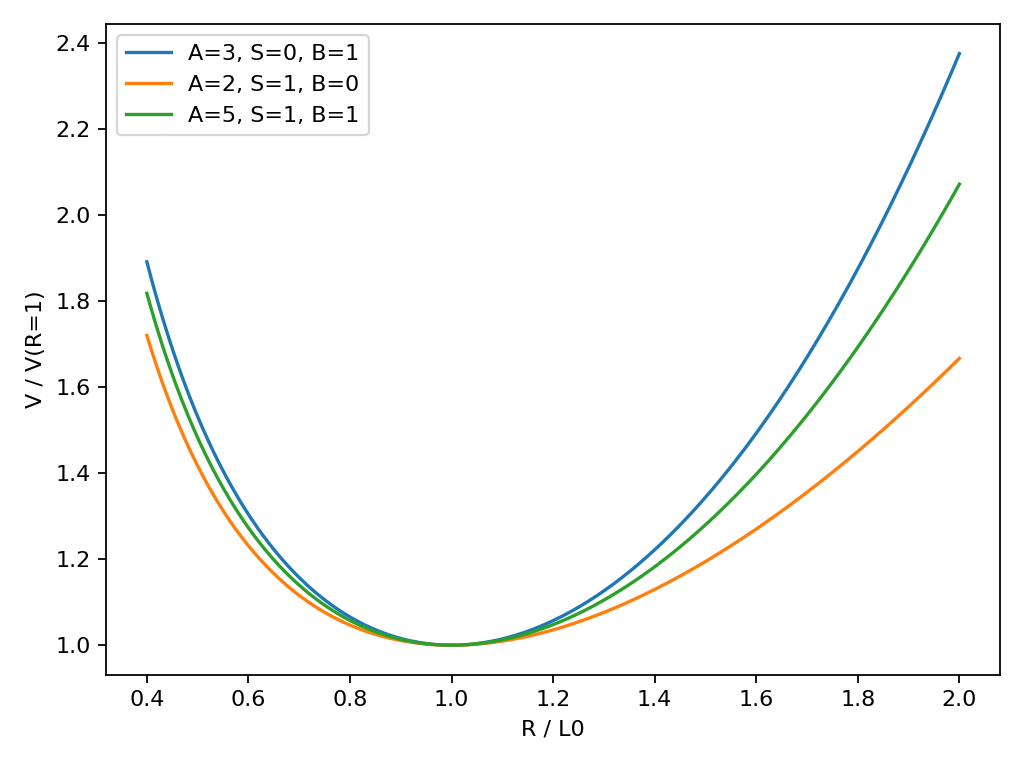 2.4
2.2
2.0
1.8
1.6
1.4
1.2
1.0
V / V(R=1)
A=3, S=0, B=1
A=2, S=1, B=0
A=5, S=1, B=1
0.4 0.6 0.8 1.0 1.2 1.4 1.6 1.8 2.0
R / L0